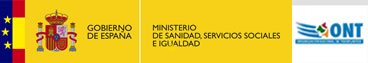 GOBIERNO
DE ESPAÑA
MINISTERIO
DE SANIDAD, SERVICIOS SOCIALES
E IGUALDAD
ONT